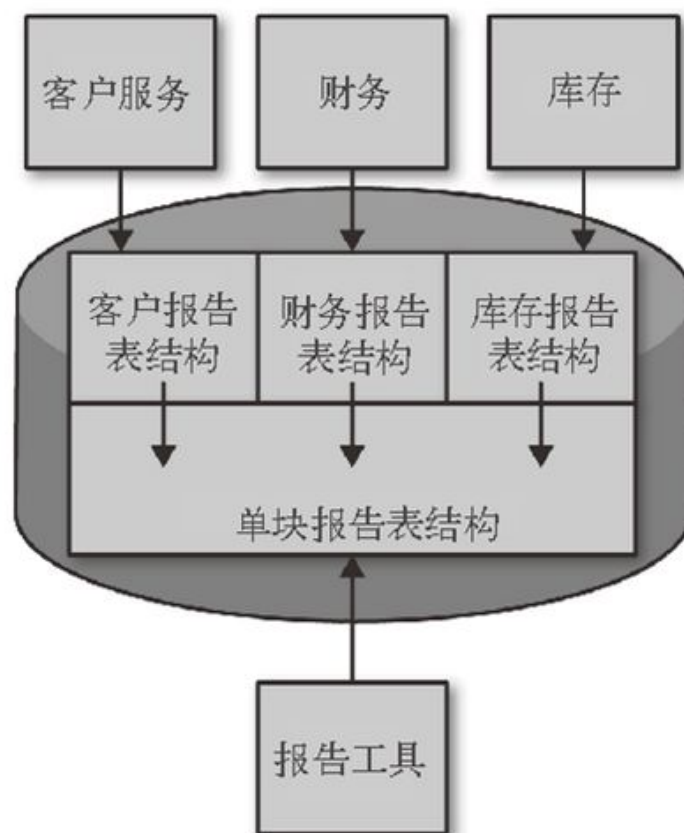 客户服务
财务
库存
客户报告
表结构
财务报告
表结构
库存报告
表结构
单块报告表结构
报告工具